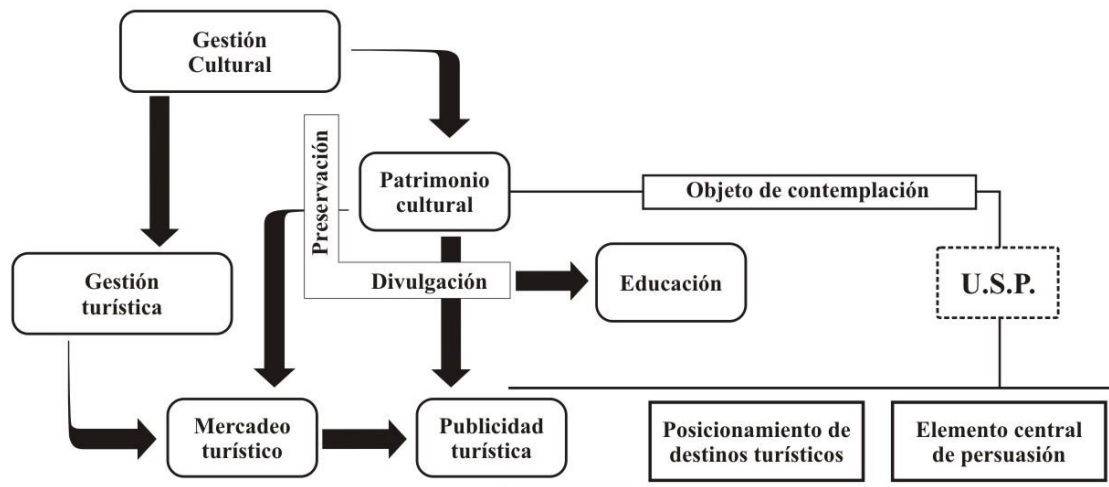 Gestión
Cultural
Preservación
Patrimonio
cultural
Objeto de contemplación
Gestión
turística
Divulgación
Educación
U.S.P.
Mercadeo
turístico
Publicidad
turística
Posicionamiento de
destinos turísticos
Elemento central
de persuasión